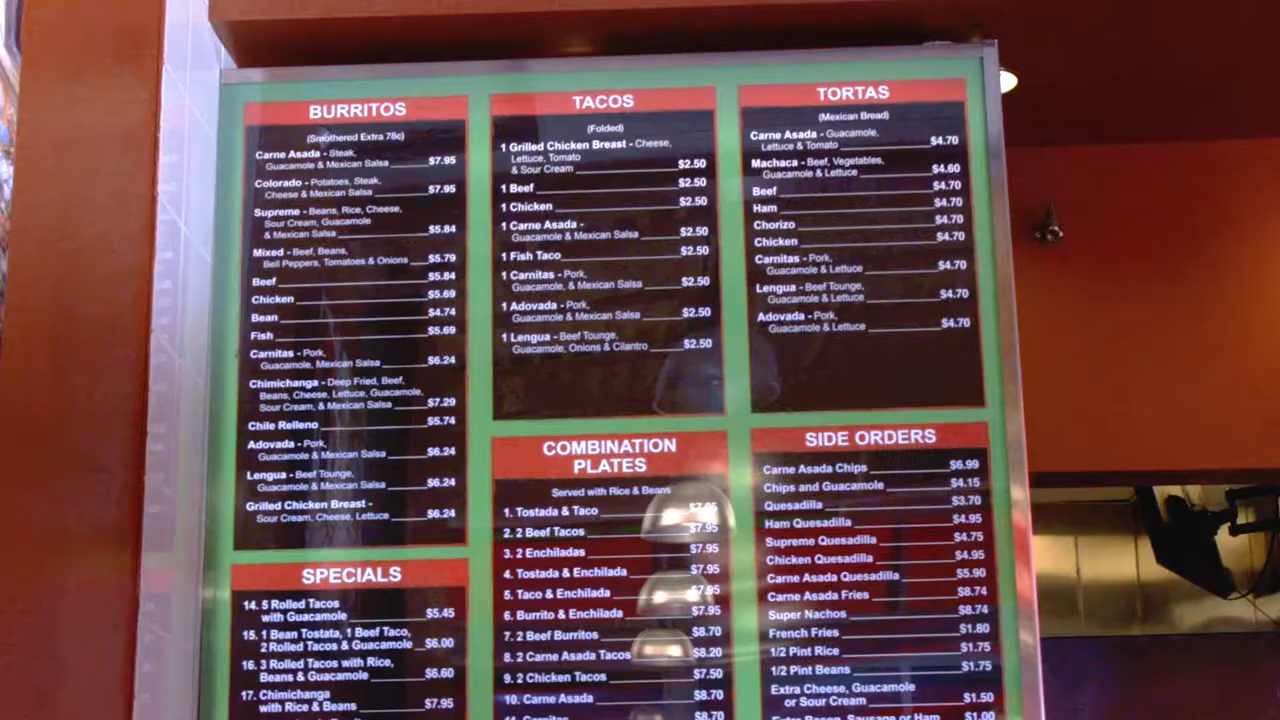 BURRITOS
(Smothered Extra 78¢)
Carne Asada - Steak,
Guacamole & Mexican Salsa $7.95
Colorado - Potatoes, Steak,
Cheese & Mexican Salsa $7.95
Supreme - Beans, Rice, Cheese,
Sour Cream, Guacamole
& Mexican Salsa $5.84
Mixed - Beef, Beans,
Bell Peppers, Tomatoes & Onions $5.79
Beef $5.84
Chicken $5.69
Bean $4.74
Fish $5.69
Carnitas - Pork,
Guacamole, Mexican Salsa $6.24
Chimichanga - Deep Fried, Beef,
Beans, Cheese, Lettuce, Guacamole,
Sour Cream, & Mexican Salsa $7.29
Chile Relleno $5.74
Adovada - Pork,
Guacamole & Mexican Salsa $6.24
Lengua - Beef Tounge,
Guacamole & Mexican Salsa $6.24
Grilled Chicken Breast -
Sour Cream, Cheese, Lettuce $6.24
SPECIALS
14. 5 Rolled Tacos
with Guacamole $5.45
15. 1 Bean Tostata, 1 Beef Taco,
2 Rolled Tacos & Guacamole $6.00
16. 3 Rolled Tacos with Rice,
Beans & Guacamole $6.60
17. Chimichanga
with Rice & Beans $7.95
TACOS
(Folded)
1 Grilled Chicken Breast - Cheese,
Lettuce, Tomato
& Sour Cream $2.50
1 Beef $2.50
1 Chicken $2.50
1 Carne Asada -
Guacamole & Mexican Salsa $2.50
1 Fish Taco $2.50
1 Carnitas - Pork,
Guacamole, & Mexican Salsa $2.50
1 Adovada - Pork,
Guacamole & Mexican Salsa $2.50
1 Lengua - Beef Tounge,
Guacamole, Onions & Cilantro $2.50
COMBINATION
PLATES
Served with Rice & Beans
1. Tostada & Taco $7.95
2. 2 Beef Tacos $7.95
3. 2 Enchiladas $7.95
4. Tostada & Enchilada $7.95
5. Taco & Enchilada $7.95
6. Burrito & Enchilada $7.95
7. 2 Beef Burritos $8.70
8. 2 Carne Asada Tacos $8.20
9. 2 Chicken Tacos $7.50
10. Carne Asada $8.70
11. Carnitas $8.70
TORTAS
(Mexican Bread)
Carne Asada - Guacamole,
Lettuce & Tomato $4.70
Machaca - Beef, Vegetables,
Guacamole & Lettuce $4.60
Beef $4.70
Ham $4.70
Chorizo $4.70
Chicken $4.70
Carnitas - Pork,
Guacamole & Lettuce $4.70
Lengua - Beef Tounge,
Guacamole & Lettuce $4.70
Adovada - Pork,
Guacamole & Lettuce $4.70
SIDE ORDERS
Carne Asada Chips $6.99
Chips and Guacamole $4.15
Quesadilla $3.70
Ham Quesadilla $4.95
Supreme Quesadilla $4.75
Chicken Quesadilla $4.95
Carne Asada Quesadilla $5.90
Carne Asada Fries $8.74
Super Nachos $8.74
French Fries $1.80
1/2 Pint Rice $1.75
1/2 Pint Beans $1.75
Extra Cheese, Guacamole
or Sour Cream $1.50
Extra Bacon, Sausage or Ham $1.00